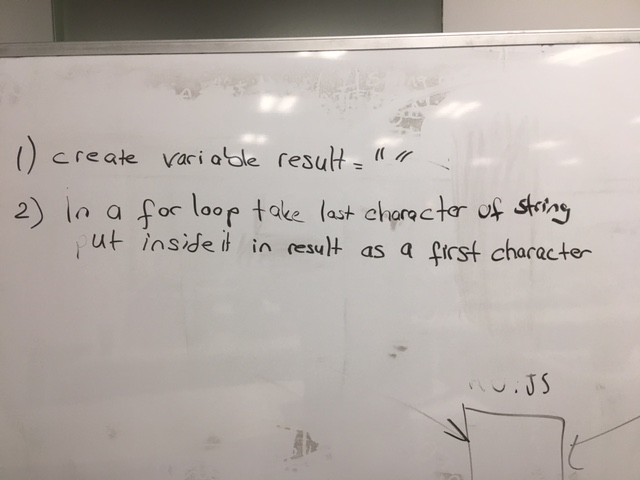 1) create variable result = " "
2) In a for loop take last character of string
put inside it in result as a first character
.JS